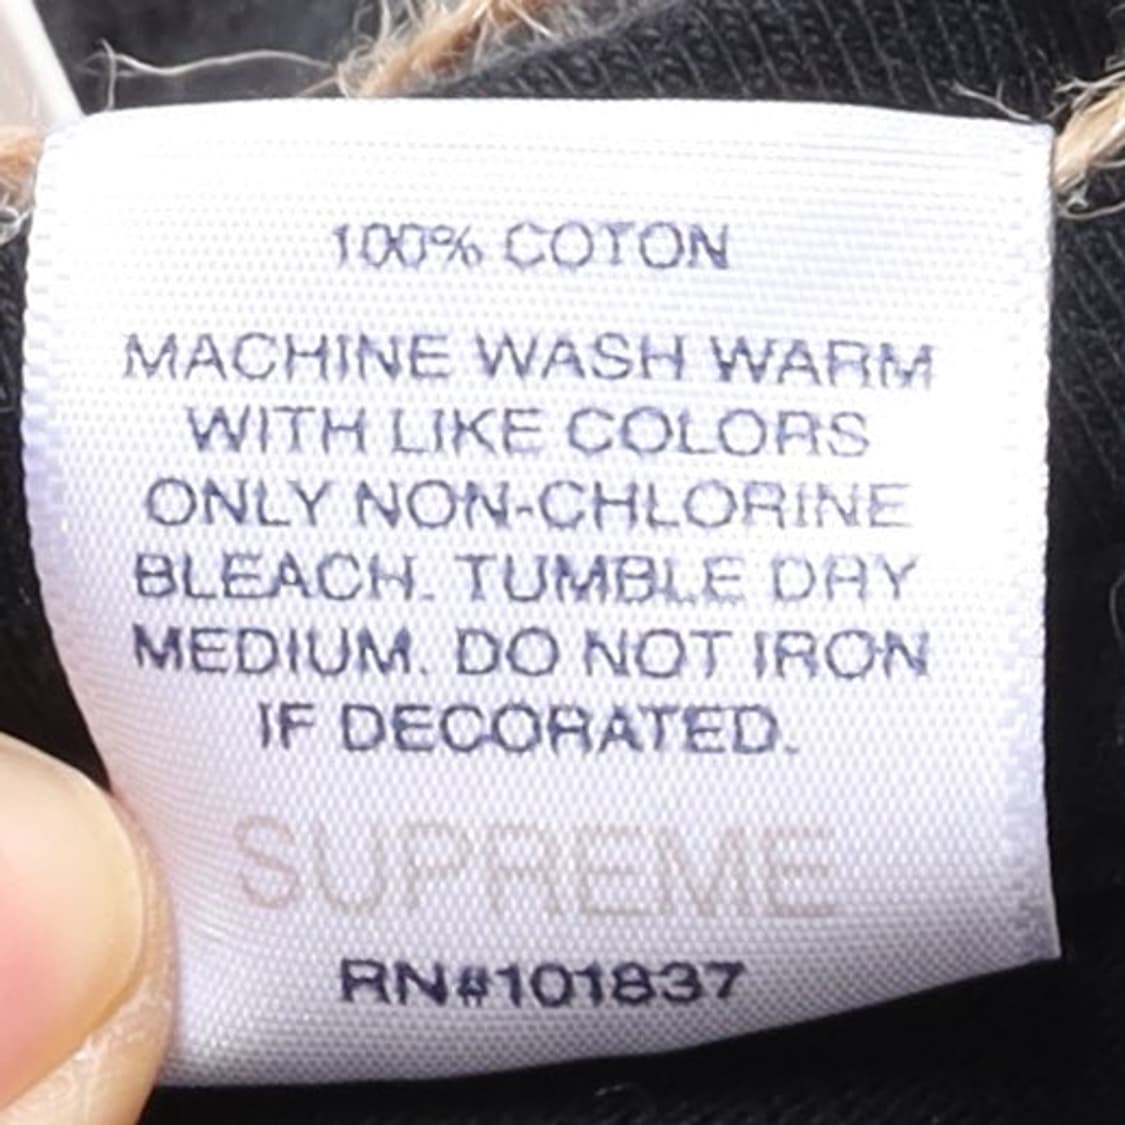 100% COTON
MACHINE WASH WARM
WITH LIKE COLORS
ONLY NON-CHLORINE
BLEACH. TUMBLE DRY
MEDIUM. DO NOT IRON
IF DECORATED.
SUPREME
RN#101837